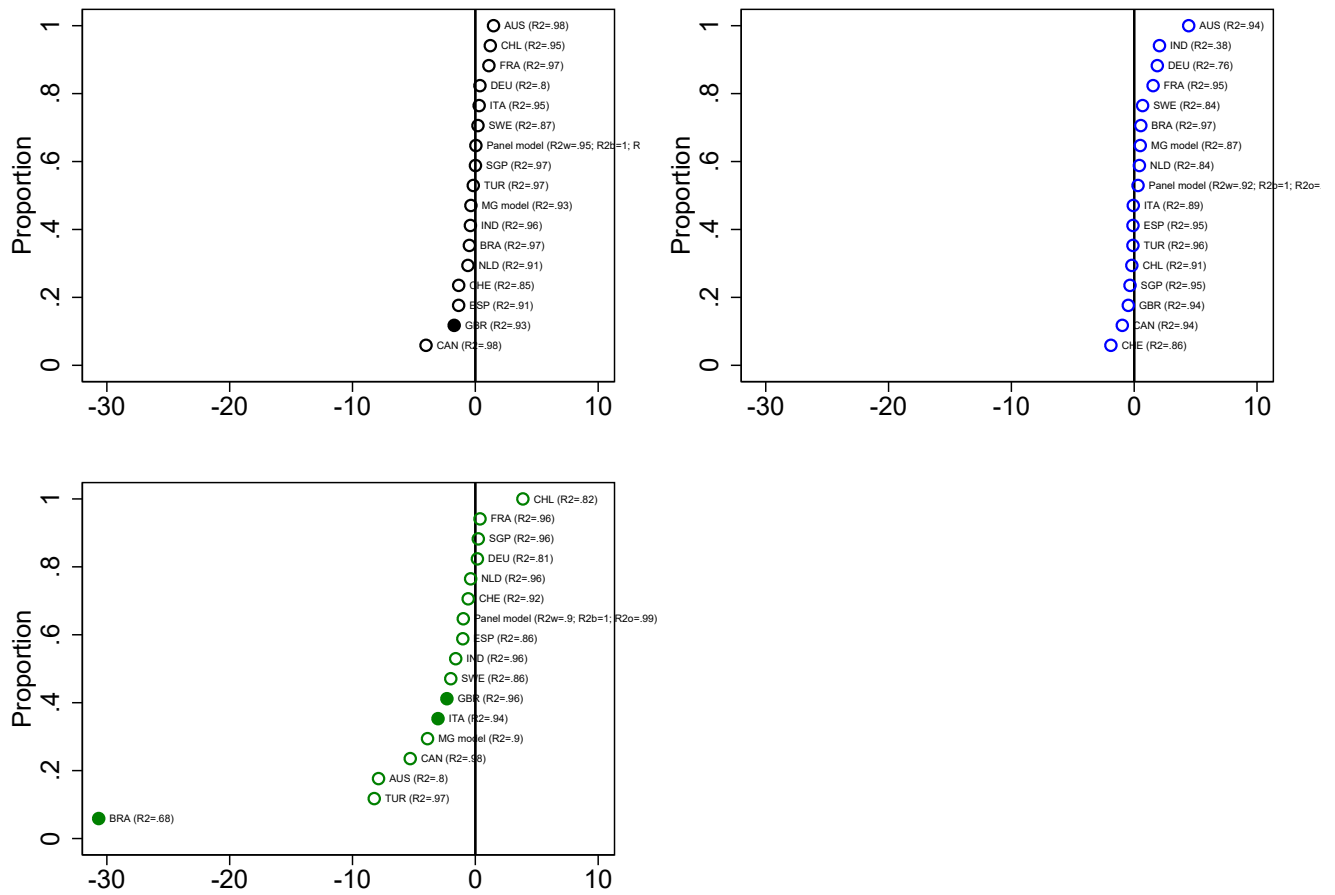 Proportion
1
.8
.6
.4
.2
0
AUS (R2=.98)
CHL (R2=.95)
FRA (R2=.97)
DEU (R2=.8)
ITA (R2=.95)
SWE (R2=.87)
Panel model (R2w=.95; R2b=1; R
SGP (R2=.97)
TUR (R2=.97)
MG model (R2=.93)
IND (R2=.96)
BRA (R2=.97)
NLD (R2=.91)
CHE (R2=.85)
ESP (R2=.91)
GBR (R2=.93)
CAN (R2=.98)
-30 -20 -10 0 10
Proportion
1
.8
.6
.4
.2
0
AUS (R2=.94)
IND (R2=.38)
DEU (R2=.76)
FRA (R2=.95)
SWE (R2=.84)
BRA (R2=.97)
MG model (R2=.87)
NLD (R2=.84)
Panel model (R2w=.92; R2b=1; R2o=.
ITA (R2=.89)
ESP (R2=.95)
TUR (R2=.96)
CHL (R2=.91)
SGP (R2=.95)
GBR (R2=.94)
CAN (R2=.94)
CHE (R2=.86)
-30 -20 -10 0 10
Proportion
1
.8
.6
.4
.2
0
CHL (R2=.82)
FRA (R2=.96)
SGP (R2=.96)
DEU (R2=.81)
NLD (R2=.96)
CHE (R2=.92)
Panel model (R2w=.9; R2b=1; R2o=.99)
ESP (R2=.86)
IND (R2=.96)
SWE (R2=.86)
GBR (R2=.96)
ITA (R2=.94)
MG model (R2=.9)
CAN (R2=.98)
AUS (R2=.8)
TUR (R2=.97)
BRA (R2=.68)
-30 -20 -10 0 10